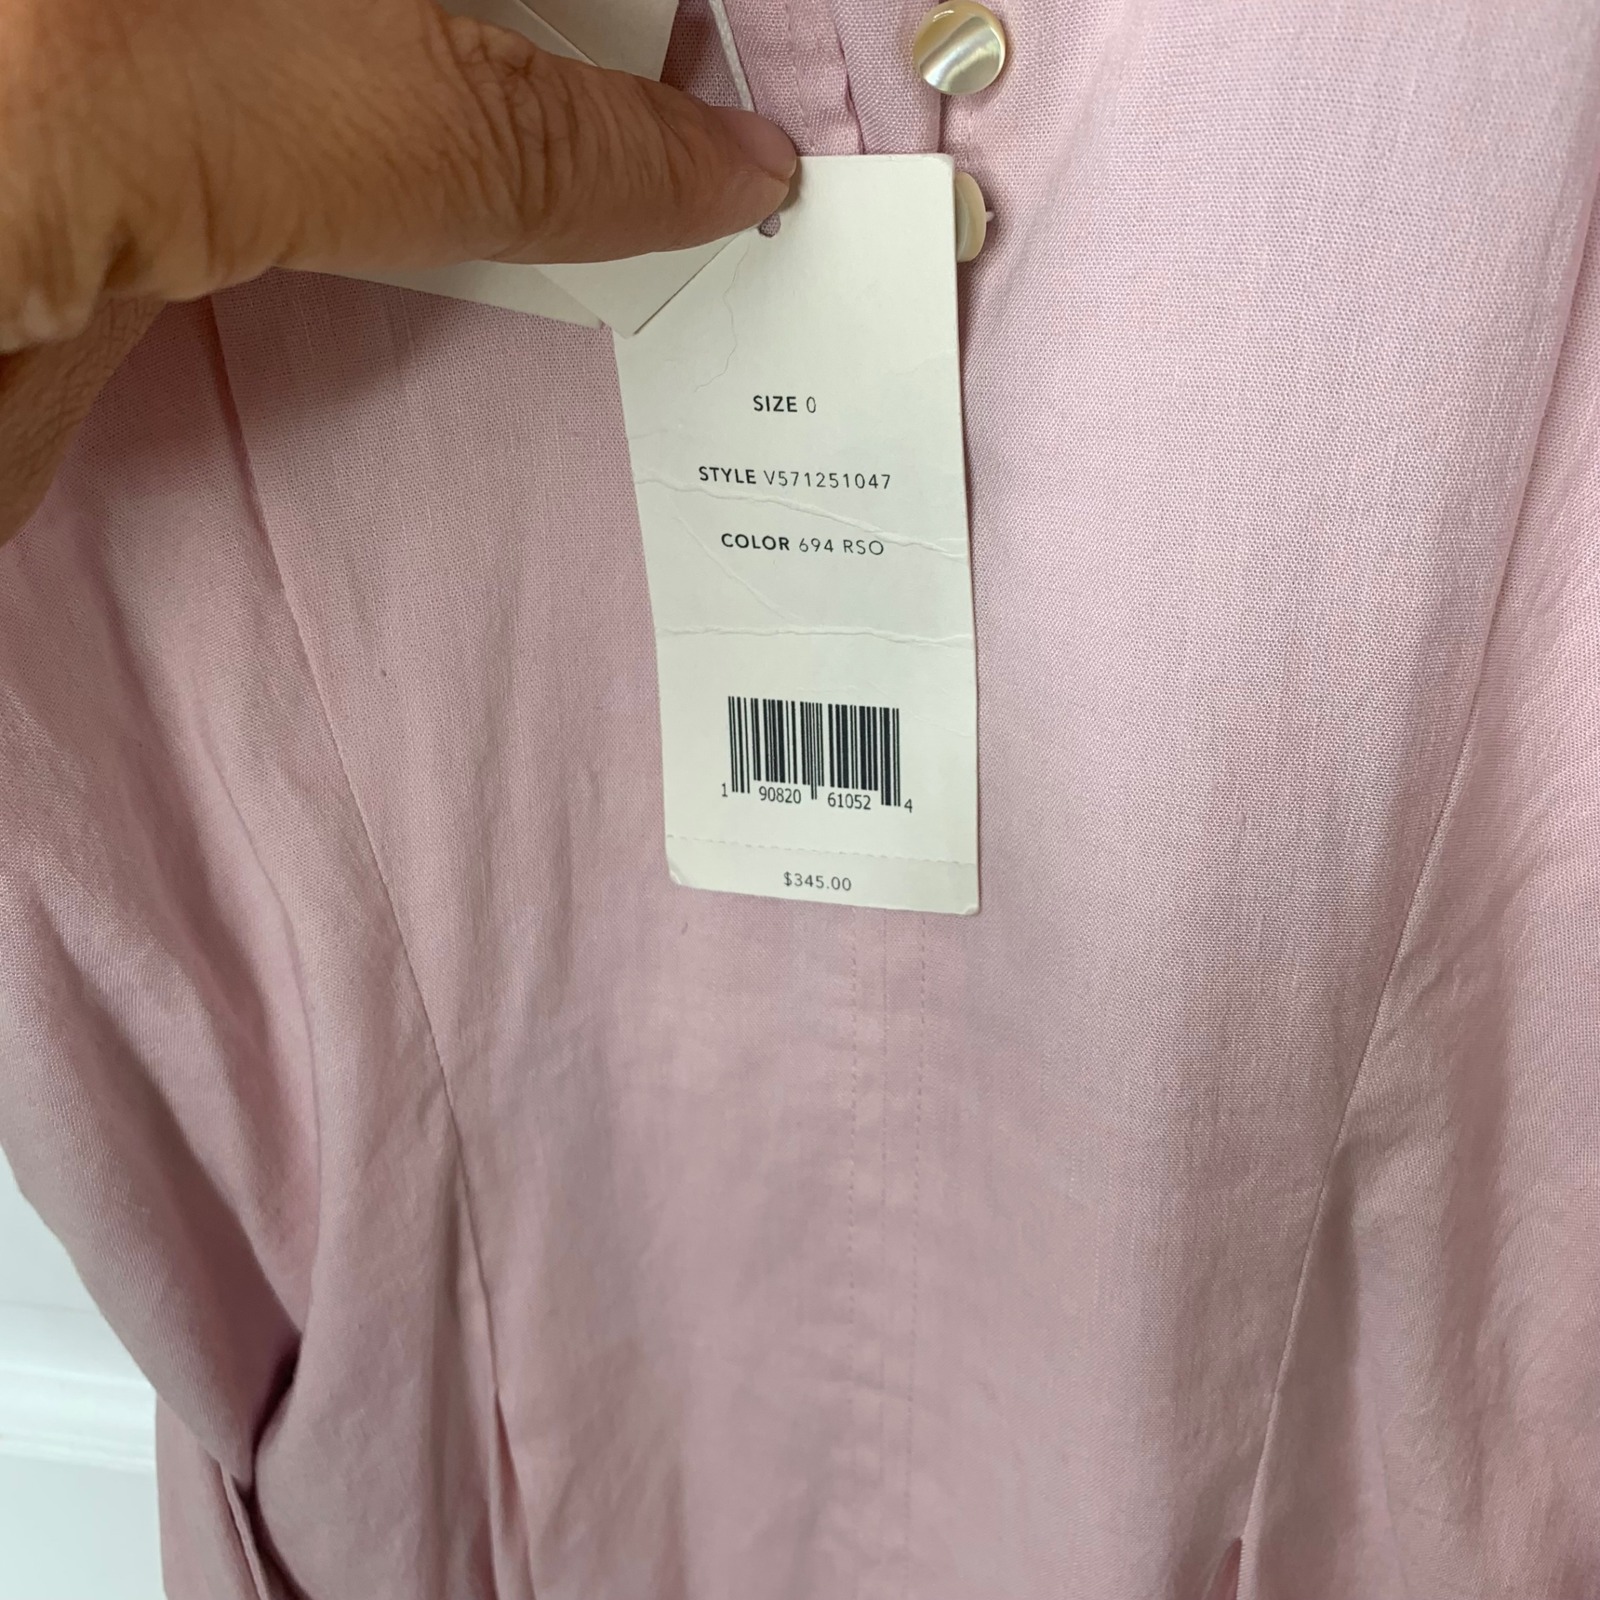 SIZE 0
STYLE V571251047
COLOR 694 RSO
1 90820 61052 4
$345.00